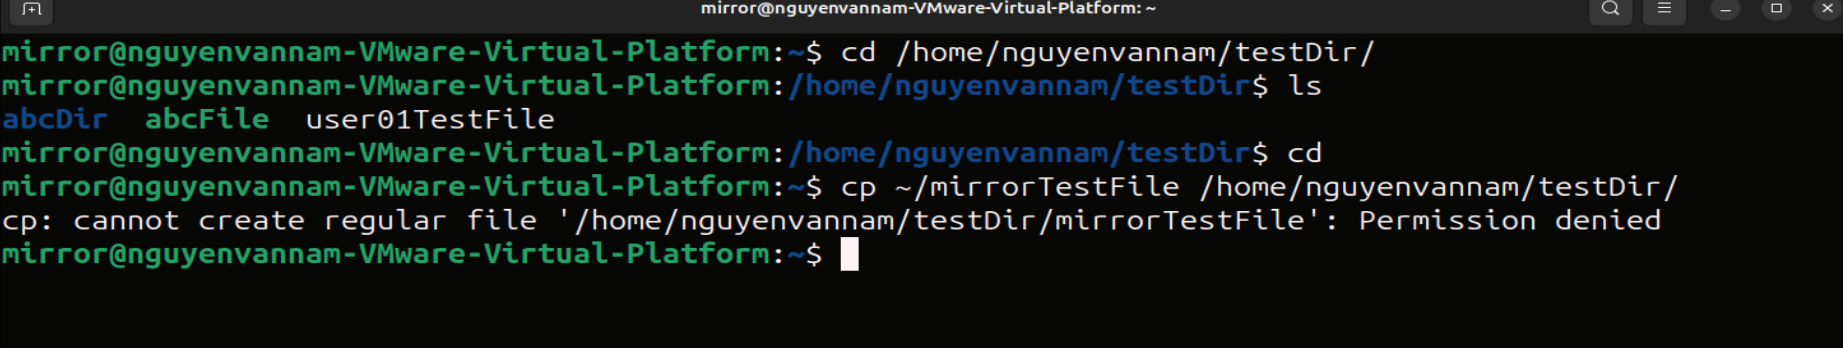 mirror@nguyenvannam-VMware-Virtual-Platform: ~
mirror@nguyenvannam-VMware-Virtual-Platform:~$ cd /home/nguyenvannam/testDir/
mirror@nguyenvannam-VMware-Virtual-Platform:/home/nguyenvannam/testDir$ ls
abcDir  abcFile  user01TestFile
mirror@nguyenvannam-VMware-Virtual-Platform:/home/nguyenvannam/testDir$ cd
mirror@nguyenvannam-VMware-Virtual-Platform:~$ cp ~/mirrorTestFile /home/nguyenvannam/testDir/
cp: cannot create regular file '/home/nguyenvannam/testDir/mirrorTestFile': Permission denied
mirror@nguyenvannam-VMware-Virtual-Platform:~$